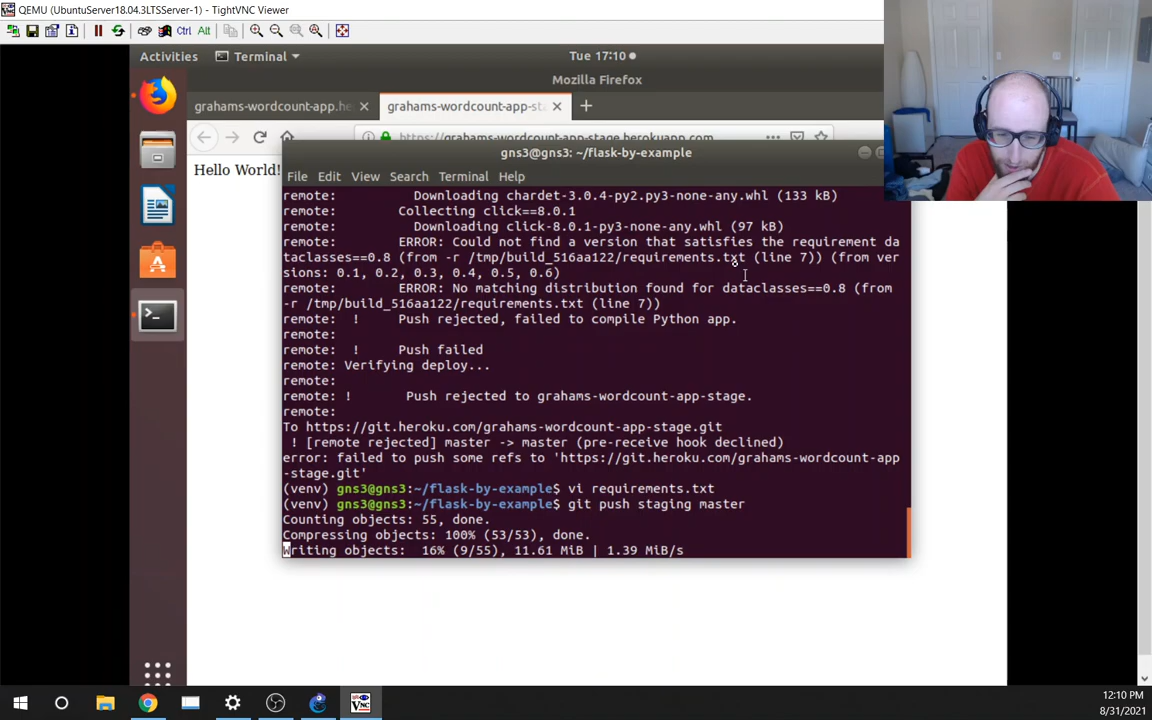 QEMU (UbuntuServer18.04.3LTSServer-1) - TightVNC Viewer
Ctrl Alt
Activities Terminal Tue 17:10
Mozilla Firefox
grahams-wordcount-app.he grahams-wordcount-app-sta
https://grahams-wordcount-app-stage.herokuapp.com
Hello World!
gns3@gns3: ~/flask-by-example
File Edit View Search Terminal Help
remote: Downloading chardet-3.0.4-py2.py3-none-any.whl (133 kB)
remote: Collecting click==8.0.1
remote: Downloading click-8.0.1-py3-none-any.whl (97 kB)
remote: ERROR: Could not find a version that satisfies the requirement da
taclasses==0.8 (from -r /tmp/build_516aa122/requirements.txt (line 7)) (from ver
sions: 0.1, 0.2, 0.3, 0.4, 0.5, 0.6)
remote: ERROR: No matching distribution found for dataclasses==0.8 (from
-r /tmp/build_516aa122/requirements.txt (line 7))
remote: ! Push rejected, failed to compile Python app.
remote:
remote: ! Push failed
remote: Verifying deploy...
remote:
remote: ! Push rejected to grahams-wordcount-app-stage.
remote:
To https://git.heroku.com/grahams-wordcount-app-stage.git
! [remote rejected] master -> master (pre-receive hook declined)
error: failed to push some refs to 'https://git.heroku.com/grahams-wordcount-app
-stage.git'
(venv) gns3@gns3:~/flask-by-example$ vi requirements.txt
(venv) gns3@gns3:~/flask-by-example$ git push staging master
Counting objects: 55, done.
Compressing objects: 100% (53/53), done.
Writing objects: 16% (9/55), 11.61 MiB | 1.39 MiB/s
12:10 PM
8/31/2021